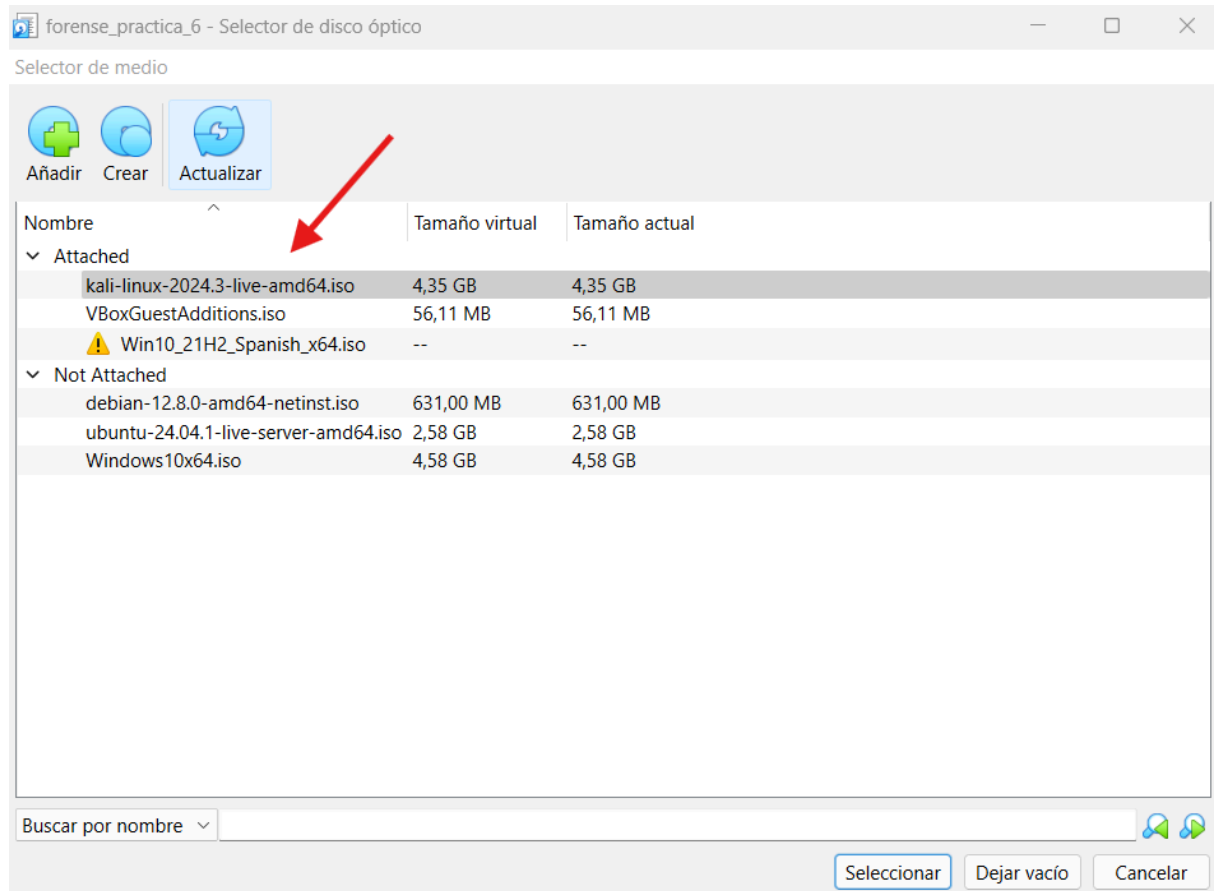 forense_practica_6 - Selector de disco óptico
Selector de medio
Añadir Crear Actualizar
Nombre Tamaño virtual Tamaño actual
Attached
kali-linux-2024.3-live-amd64.iso 4,35 GB 4,35 GB
VBoxGuestAdditions.iso 56,11 MB 56,11 MB
Win10_21H2_Spanish_x64.iso -- --
Not Attached
debian-12.8.0-amd64-netinst.iso 631,00 MB 631,00 MB
ubuntu-24.04.1-live-server-amd64.iso 2,58 GB 2,58 GB
Windows10x64.iso 4,58 GB 4,58 GB
Buscar por nombre
Seleccionar Dejar vacío Cancelar